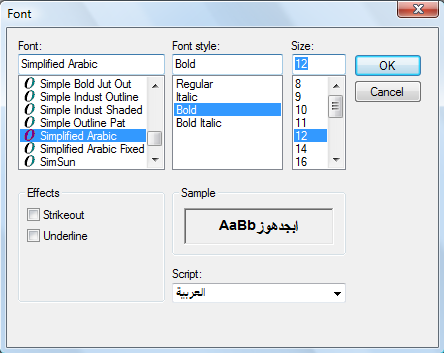 Font
Font:
Simplified Arabic
Simple Bold Jut Out
Simple Indust Outline
Simple Indust Shaded
Simple Outline Pat
Simplified Arabic
Simplified Arabic Fixed
SimSun
Font style:
Bold
Regular
Italic
Bold
Bold Italic
Size:
12
8
9
10
11
12
14
16
OK
Cancel
Effects
Strikeout
Underline
Sample
AaBb ابجدهوز
Script:
العربية